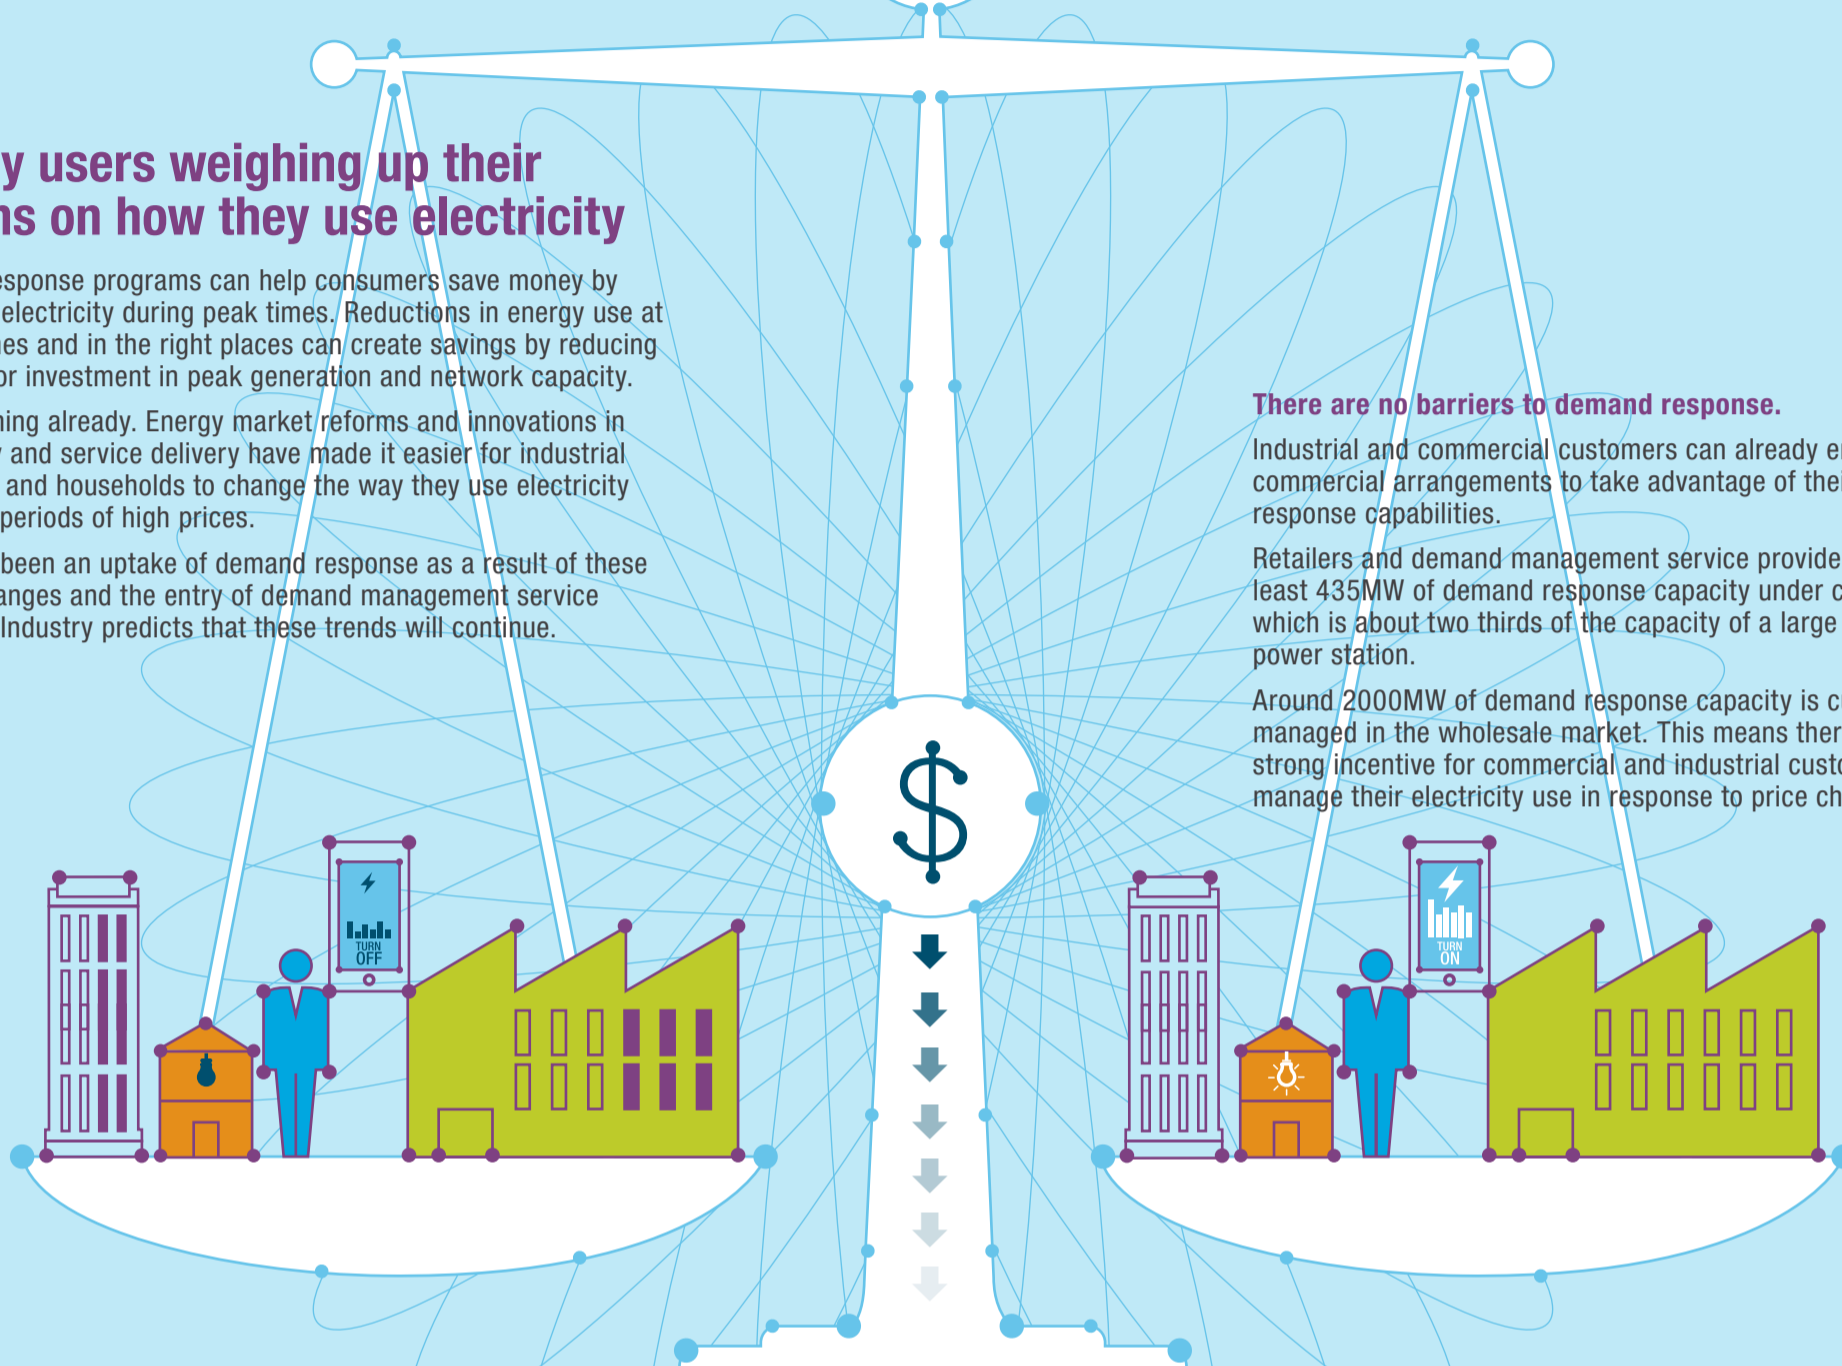 y users weighing up their
ns on how they use electricity
esponse programs can help consumers save money by
electricity during peak times. Reductions in energy use at
nes and in the right places can create savings by reducing
or investment in peak generation and network capacity.
ning already. Energy market reforms and innovations in
y and service delivery have made it easier for industrial
and households to change the way they use electricity
periods of high prices.
been an uptake of demand response as a result of these
anges and the entry of demand management service
Industry predicts that these trends will continue.
There are no barriers to demand response.
Industrial and commercial customers can already en
commercial arrangements to take advantage of thei
response capabilities.
Retailers and demand management service provide
least 435MW of demand response capacity under c
which is about two thirds of the capacity of a large
power station.
Around 2000MW of demand response capacity is c
managed in the wholesale market. This means ther
strong incentive for commercial and industrial custo
manage their electricity use in response to price ch
$
TURN
OFF
TURN
ON